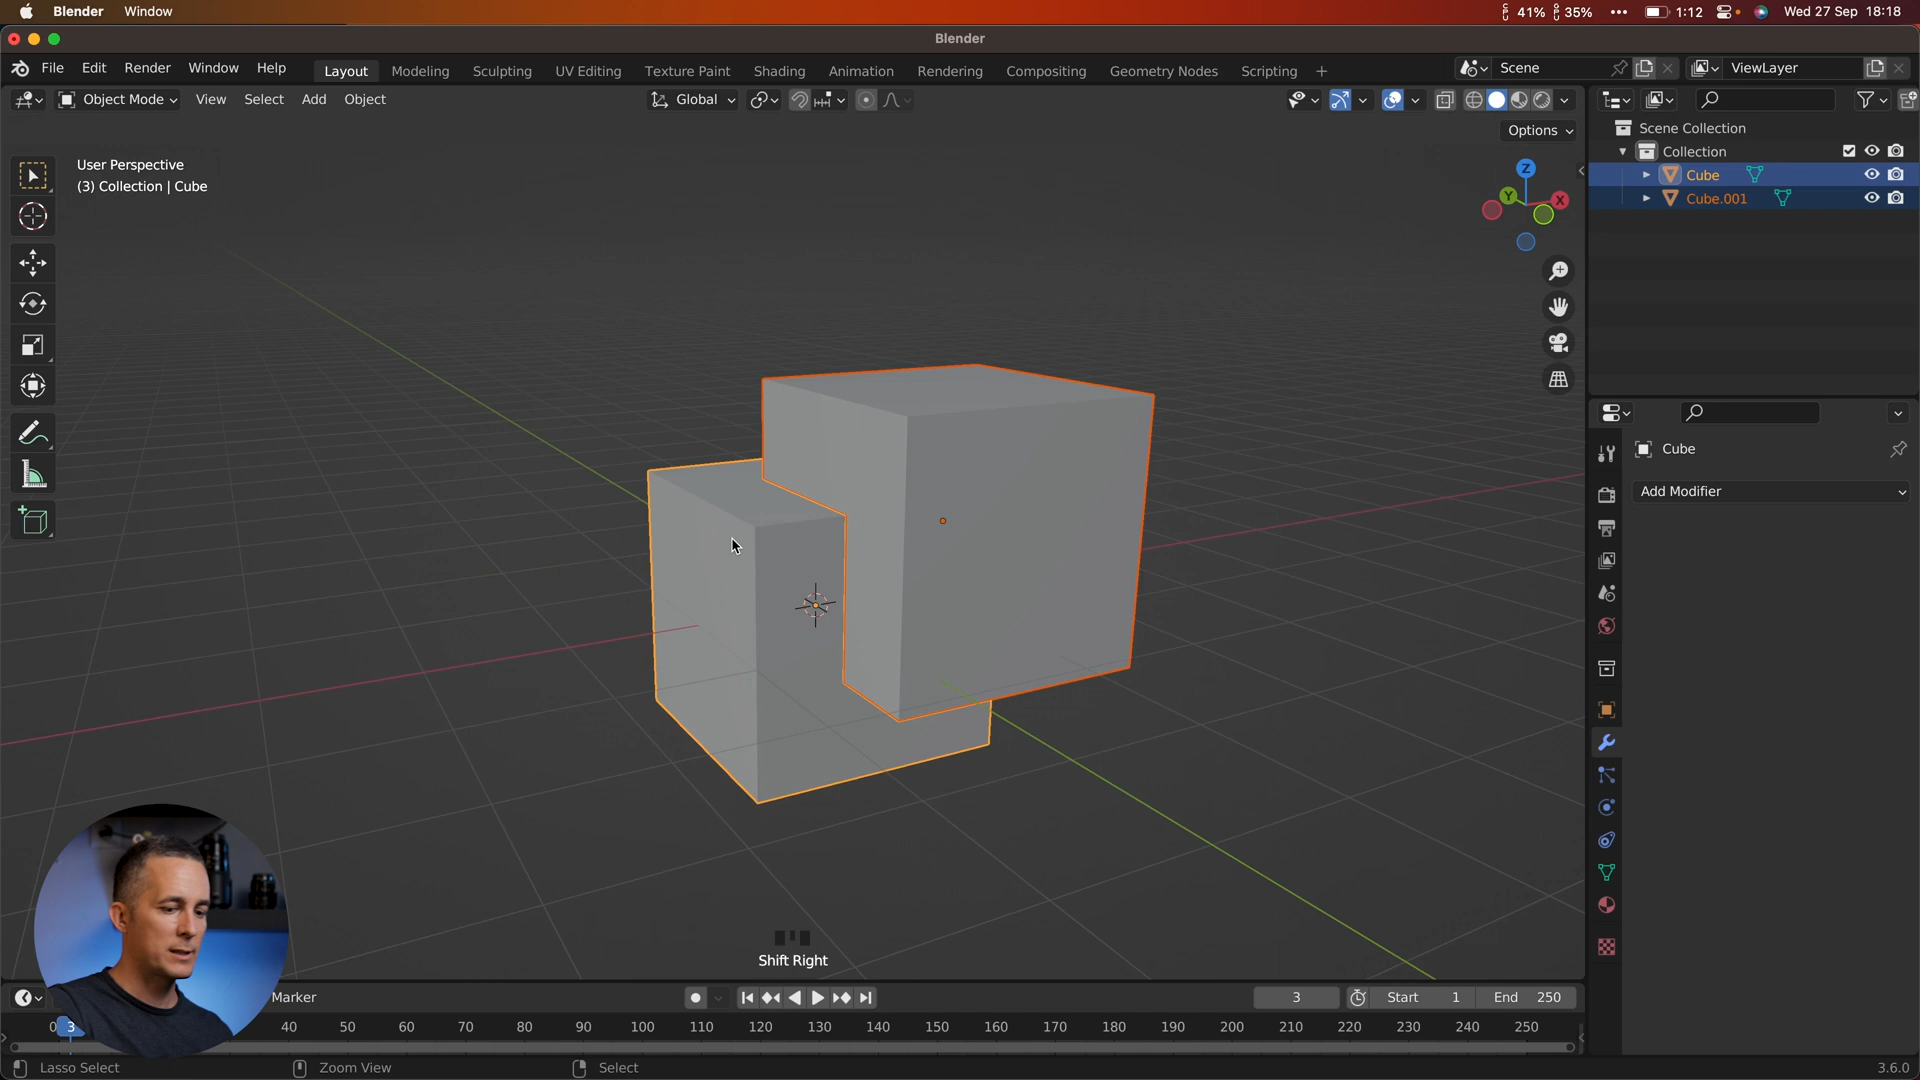 Blender Window 41% 35% 1:12 Wed 27 Sep 18:18
Blender
File Edit Render Window Help Layout Modeling Sculpting UV Editing Texture Paint Shading Animation Rendering Compositing Geometry Nodes Scripting + Scene ViewLayer
Object Mode View Select Add Object Global
Options
Scene Collection
Collection
Cube
Cube.001
User Perspective
(3) Collection | Cube
Z
Y
X
Cube
Add Modifier
Shift Right
Marker 3 Start 1 End 250
0 3 40 50 60 70 80 90 100 110 120 130 140 150 160 170 180 190 200 210 220 230 240 250
Lasso Select Zoom View Select 3.6.0